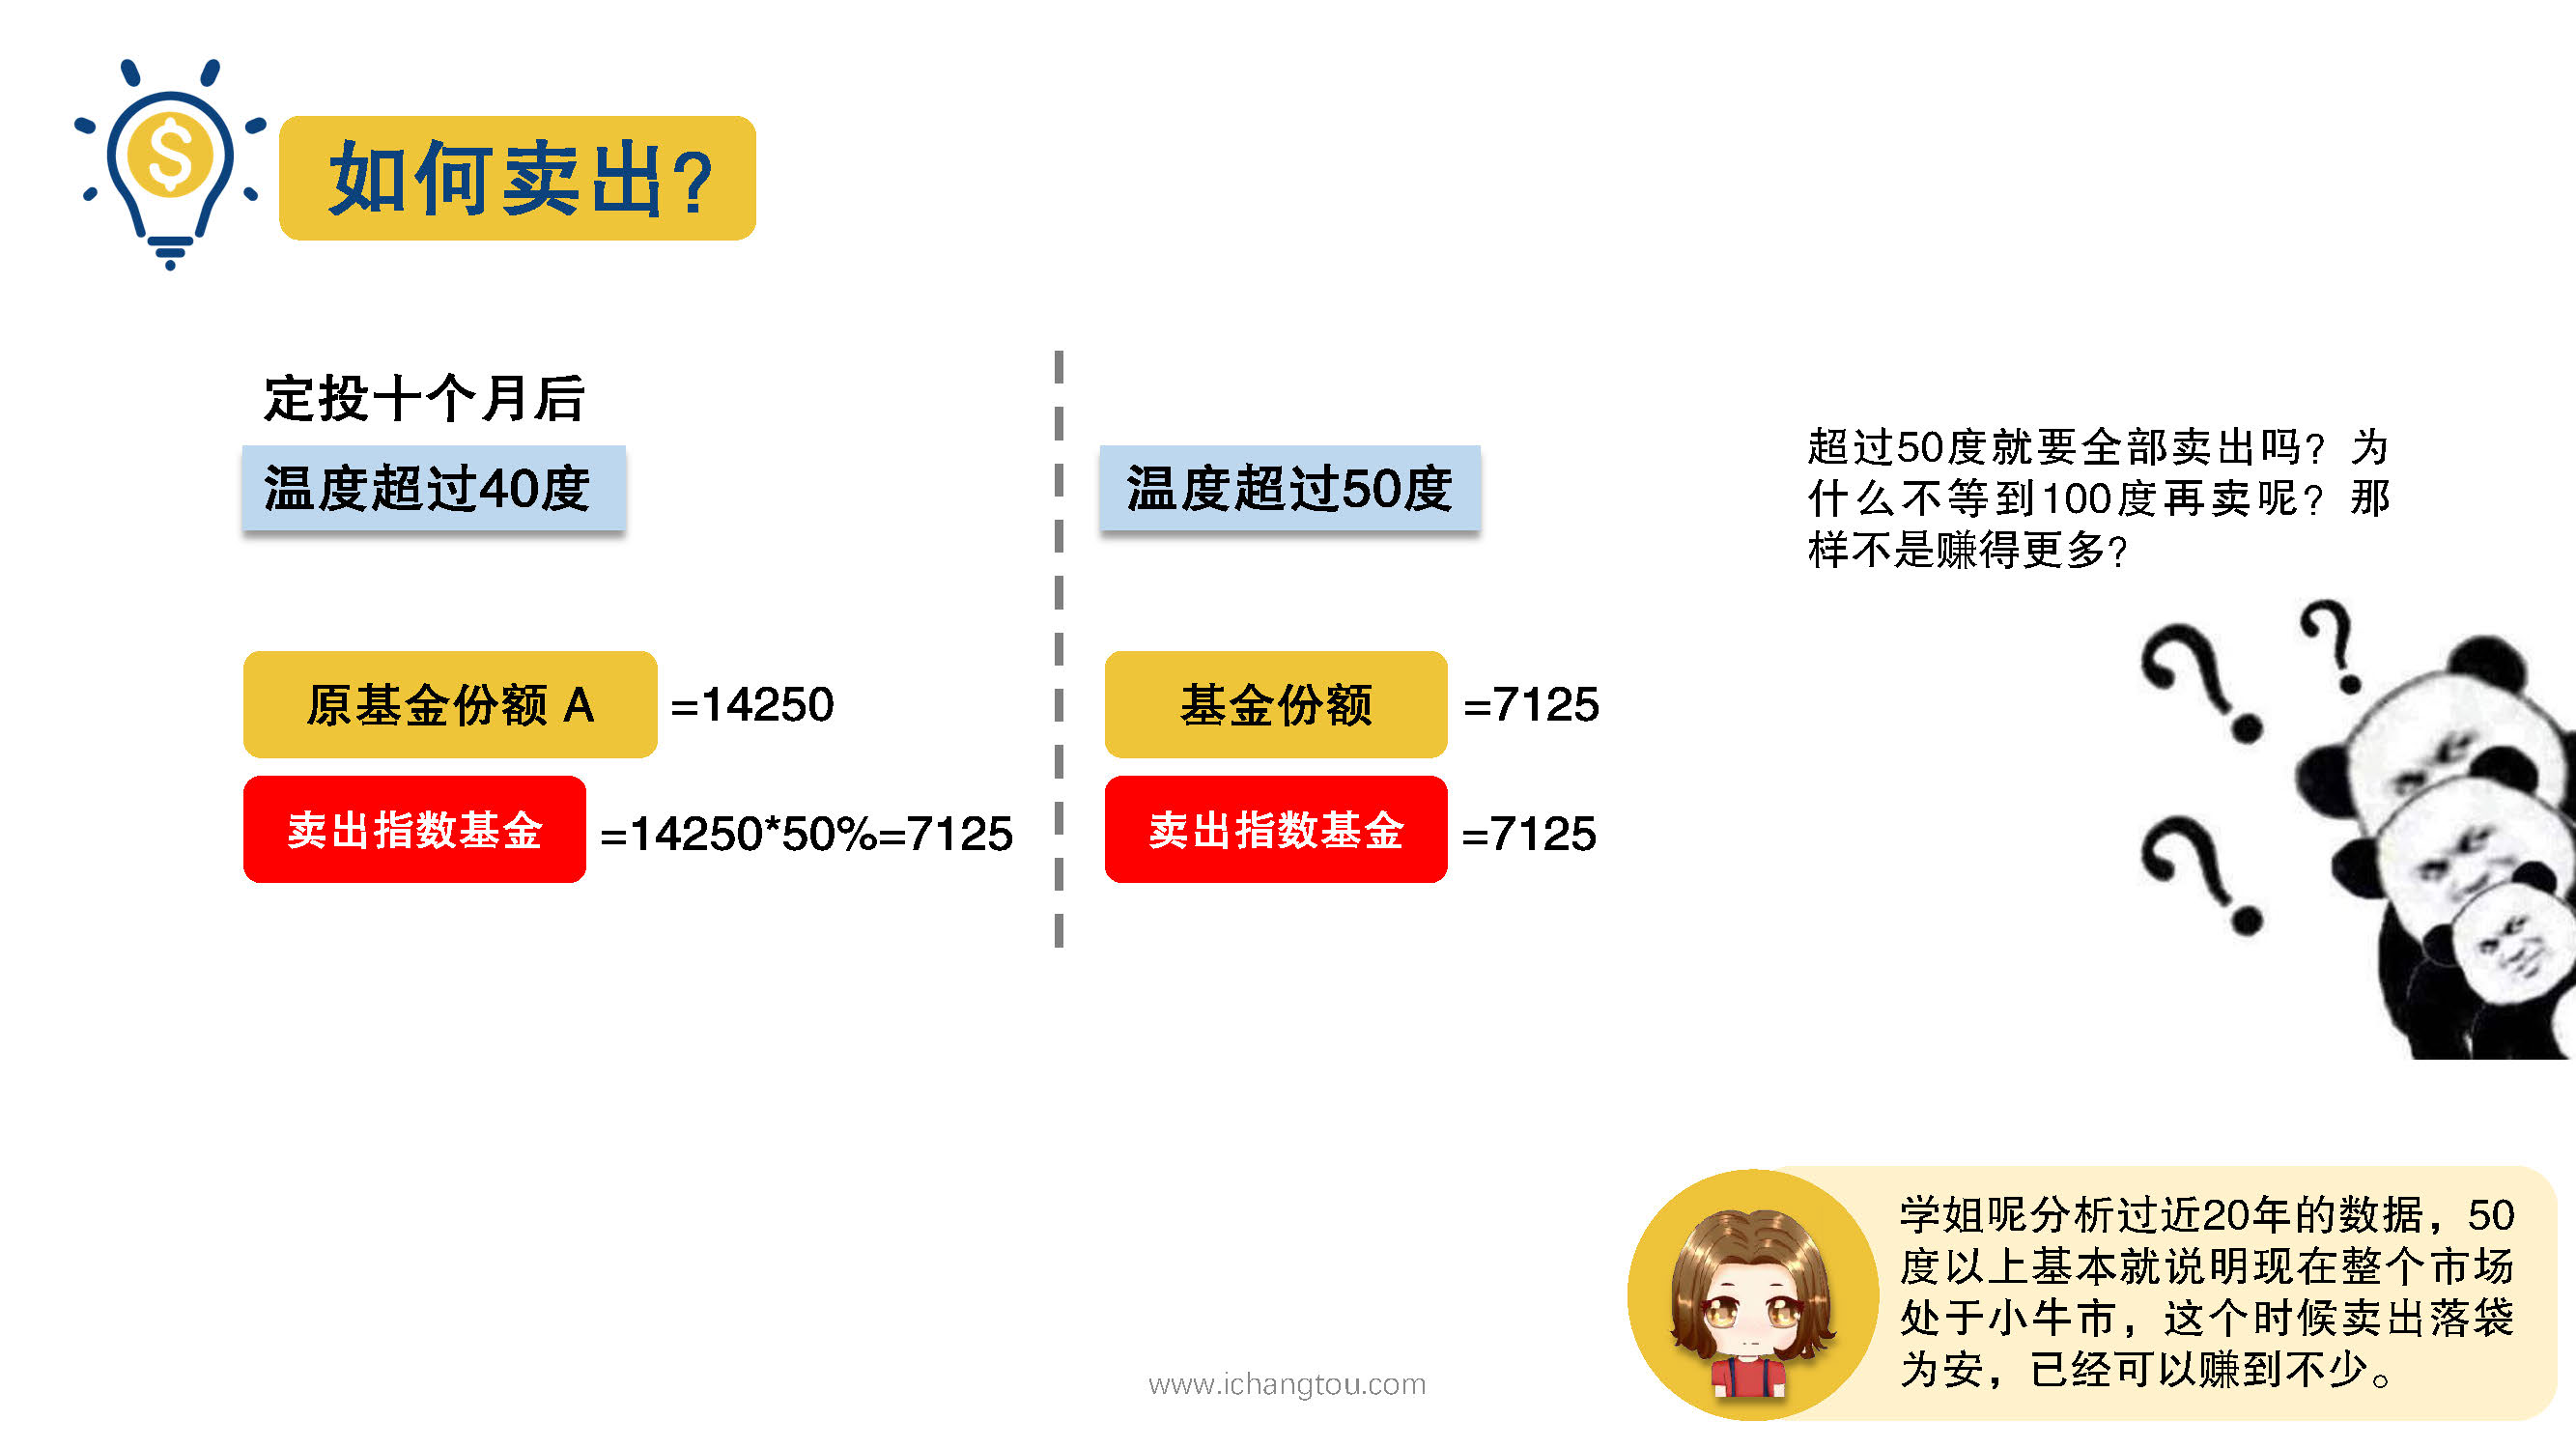 如何卖出？
定投十个月后
温度超过40度
原基金份额 A =14250
卖出指数基金 =14250*50%=7125
温度超过50度
基金份额 =7125
卖出指数基金 =7125
超过50度就要全部卖出吗？为
什么不等到100度再卖呢？那
样不是赚得更多？
学姐呢分析过近20年的数据，50
度以上基本就说明现在整个市场
处于小牛市，这个时候卖出落袋
为安，已经可以赚到不少。
www.ichangtou.com